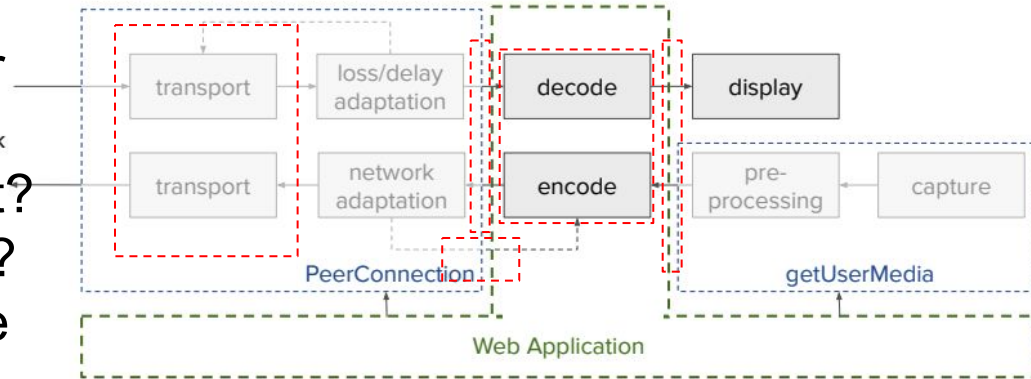 transport
loss/delay
adaptation
decode
display
transport
network
adaptation
encode
pre-
processing
capture
PeerConnection
getUserMedia
Web Application